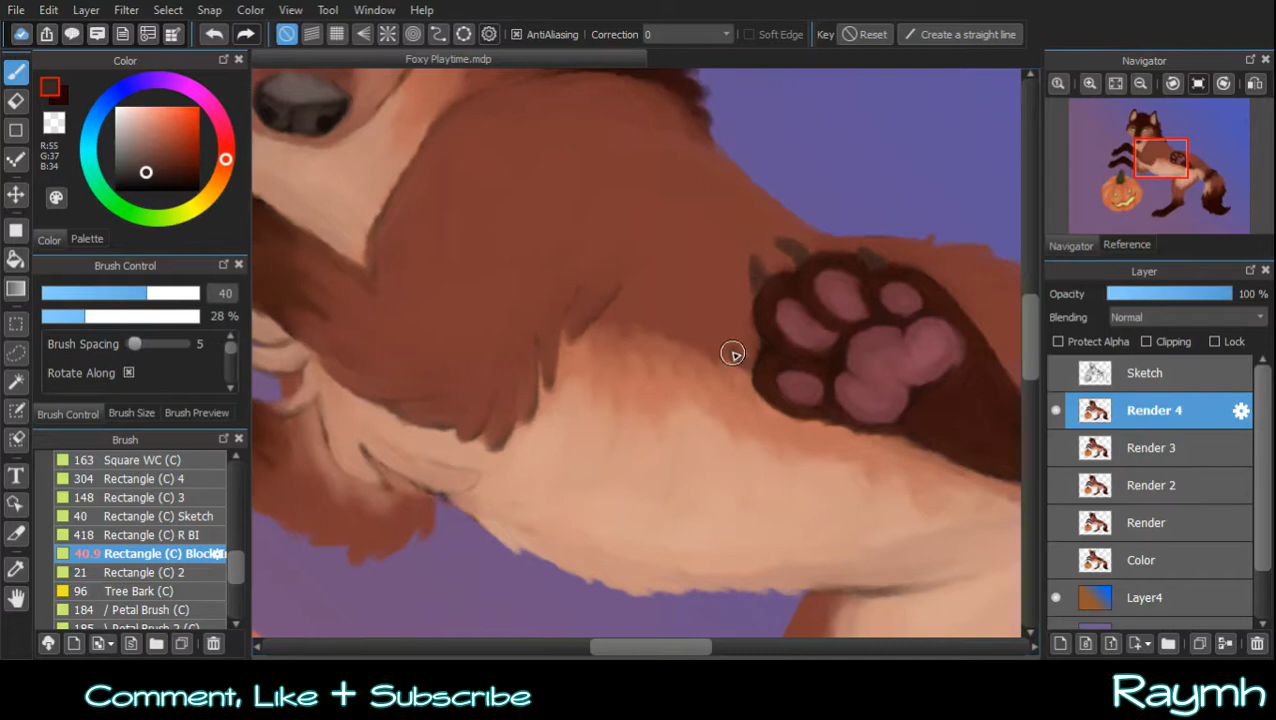 File Edit Layer Filter Select Snap Color View Tool Window Help
AntiAliasing Correction 0 Soft Edge Key Reset Create a straight line
Color
Foxy Playtime.mdp
Navigator
R:55
G:37
B:34
Color Palette
Navigator Reference
Brush Control
Layer
40
Opacity 100 %
28 %
Blending Normal
Brush Spacing 5
Protect Alpha Clipping Lock
Rotate Along
Sketch
Brush Control Brush Size Brush Preview
Render 4
Brush
Render 3
163 Square WC (C)
304 Rectangle (C) 4
Render 2
148 Rectangle (C) 3
40 Rectangle (C) Sketch
Render
418 Rectangle (C) R BI
40.9 Rectangle (C) Block
Color
21 Rectangle (C) 2
96 Tree Bark (C)
Layer4
184 / Petal Brush (C)
185 \ Petal Brush 2 (C)
Comment, Like + Subscribe
Raymh